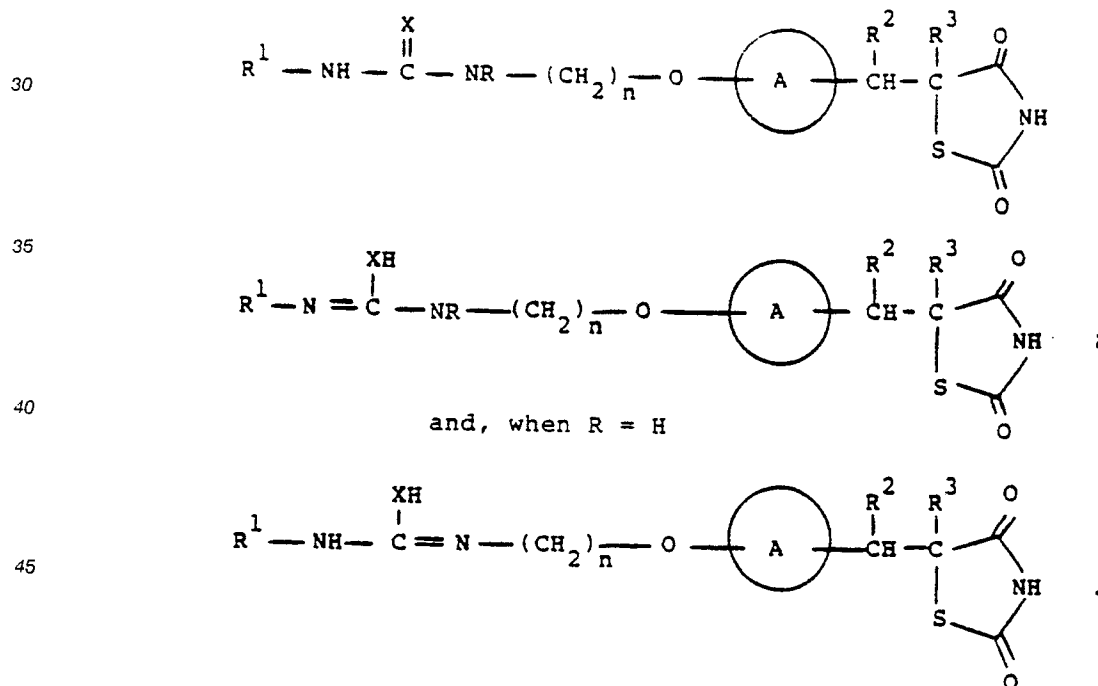 X
R¹ — NH — C — NR — (CH₂)n — O — A — CH — C
R² R³ O
NH
S
O
30
35
XH
R¹ — N = C — NR — (CH₂)n — O — A — CH — C
R² R³ O
NH
S
O
40
and, when R = H
XH
R¹ — NH — C = N — (CH₂)n — O — A — CH — C
R² R³ O
NH
S
O
45